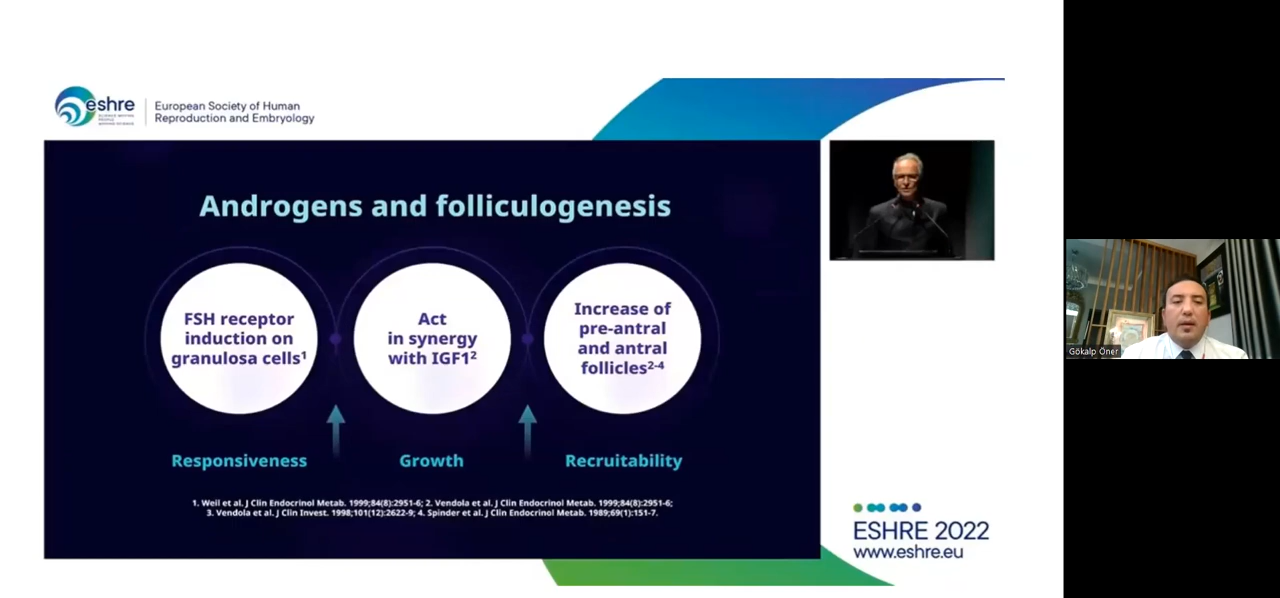 eshre
European Society of Human
Reproduction and Embryology
Androgens and folliculogenesis
FSH receptor
induction on
granulosa cells¹
Act
in synergy
with IGF1²
Increase of
pre-antral
and antral
follicles²⁻⁴
Responsiveness
Growth
Recruitability
1. Weil et al. J Clin Endocrinol Metab. 1999;84(8):2951-6; 2. Vendola et al. J Clin Endocrinol Metab. 1999;84(8):2951-6;
3. Vendola et al. J Clin Invest. 1998;101(12):2622-9; 4. Spinder et al. J Clin Endocrinol Metab. 1989;69(1):151-7.
ESHRE 2022
www.eshre.eu
Gökalp Öner